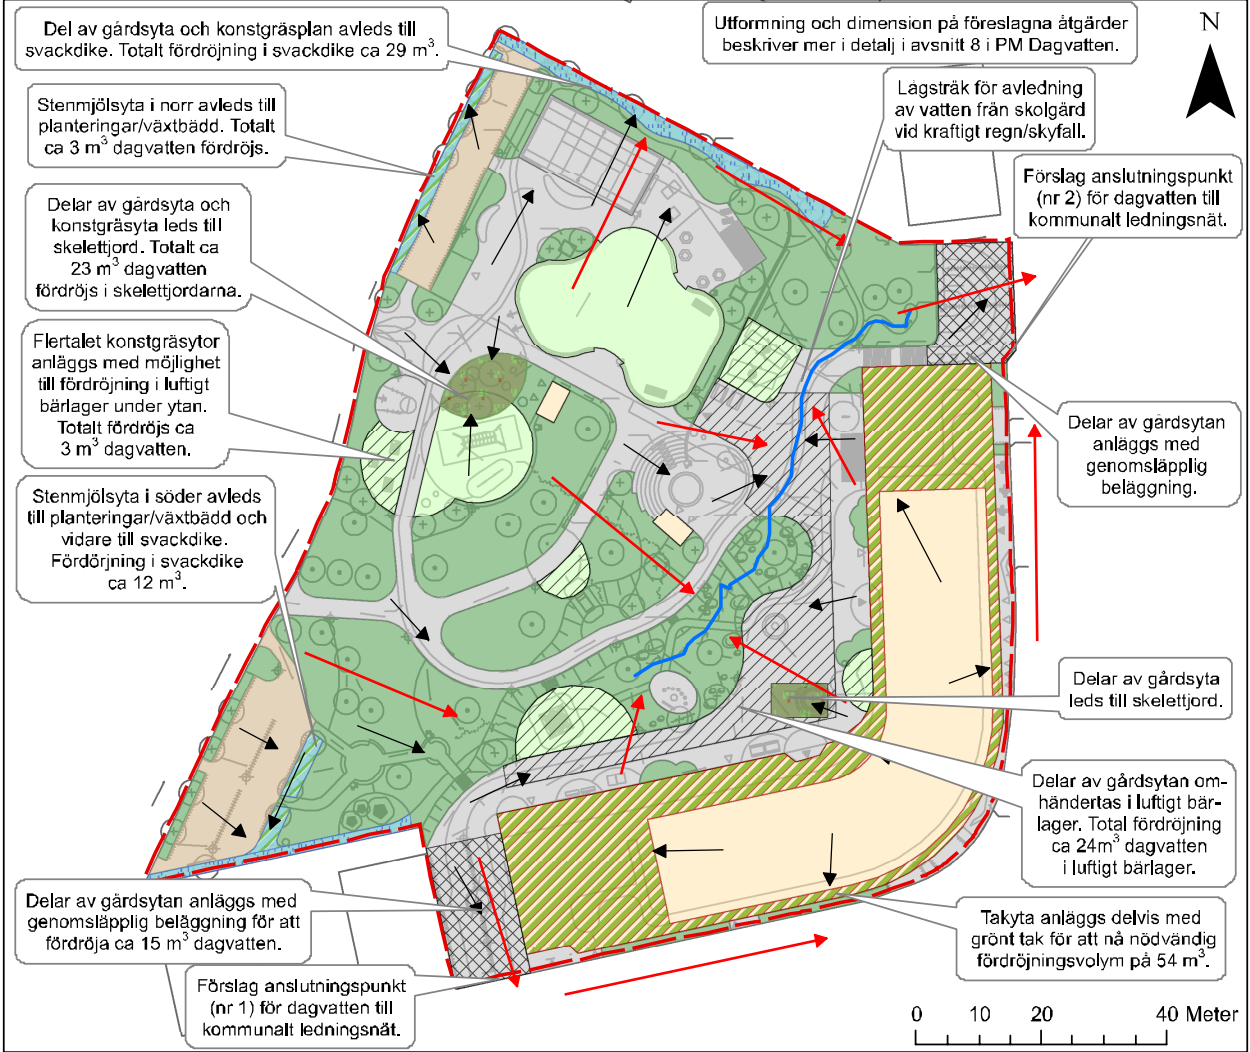 Del av gårdsyta och konstgräsplan avleds till
svackdike. Totalt fördröjning i svackdike ca 29 m³.
Utformning och dimension på föreslagna åtgärder
beskriver mer i detalj i avsnitt 8 i PM Dagvatten.
N
Lågstråk för avledning
av vatten från skolgård
vid kraftigt regn/skyfall.
Stenmjölsyta i norr avleds till
planteringar/växtbädd. Totalt
ca 3 m³ dagvatten fördröjs.
Förslag anslutningspunkt
(nr 2) för dagvatten till
kommunalt ledningsnät.
Delar av gårdsyta och
konstgräsyta leds till
skelettjord. Totalt ca
23 m³ dagvatten
fördröjs i skelettjordarna.
Flertalet konstgräsytor
anläggs med möjlighet
till fördröjning i luftigt
bärlager under ytan.
Totalt fördröjs ca
3 m³ dagvatten.
Delar av gårdsytan
anläggs med
genomsläpplig
beläggning.
Stenmjölsyta i söder avleds
till planteringar/växtbädd och
vidare till svackdike.
Fördörjning i svackdike
ca 12 m³.
Delar av gårdsyta
leds till skelettjord.
Delar av gårdsytan om-
händertas i luftigt bär-
lager. Total fördröjning
ca 24m³ dagvatten
i luftigt bärlager.
Delar av gårdsytan anläggs med
genomsläpplig beläggning för att
fördröja ca 15 m³ dagvatten.
Takyta anläggs delvis med
grönt tak för att nå nödvändig
fördröjningsvolym på 54 m³.
Förslag anslutningspunkt
(nr 1) för dagvatten till
kommunalt ledningsnät.
0 10 20 40 Meter